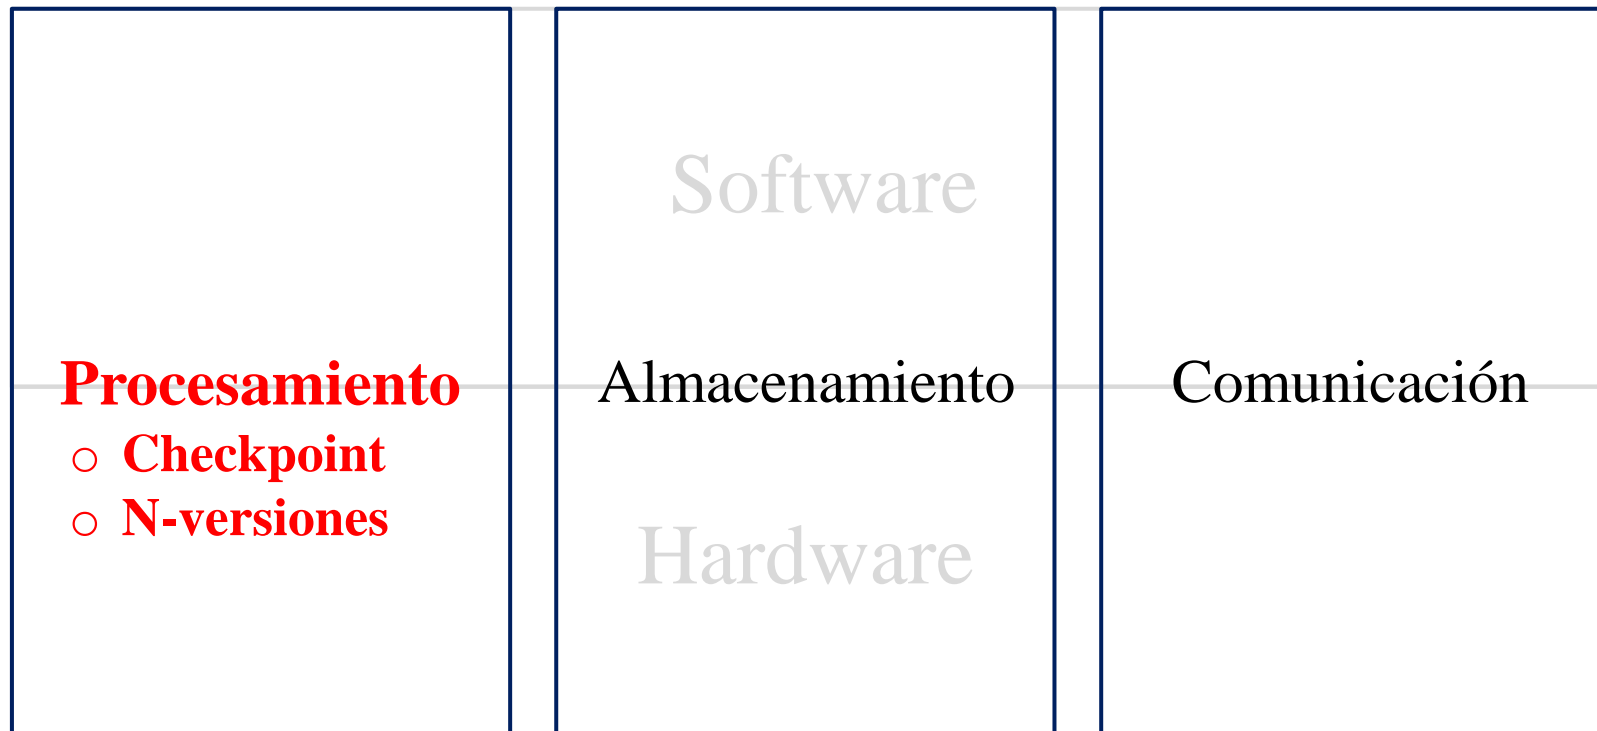 Software
Procesamiento
Almacenamiento
Comunicación
o Checkpoint
o N-versiones
Hardware